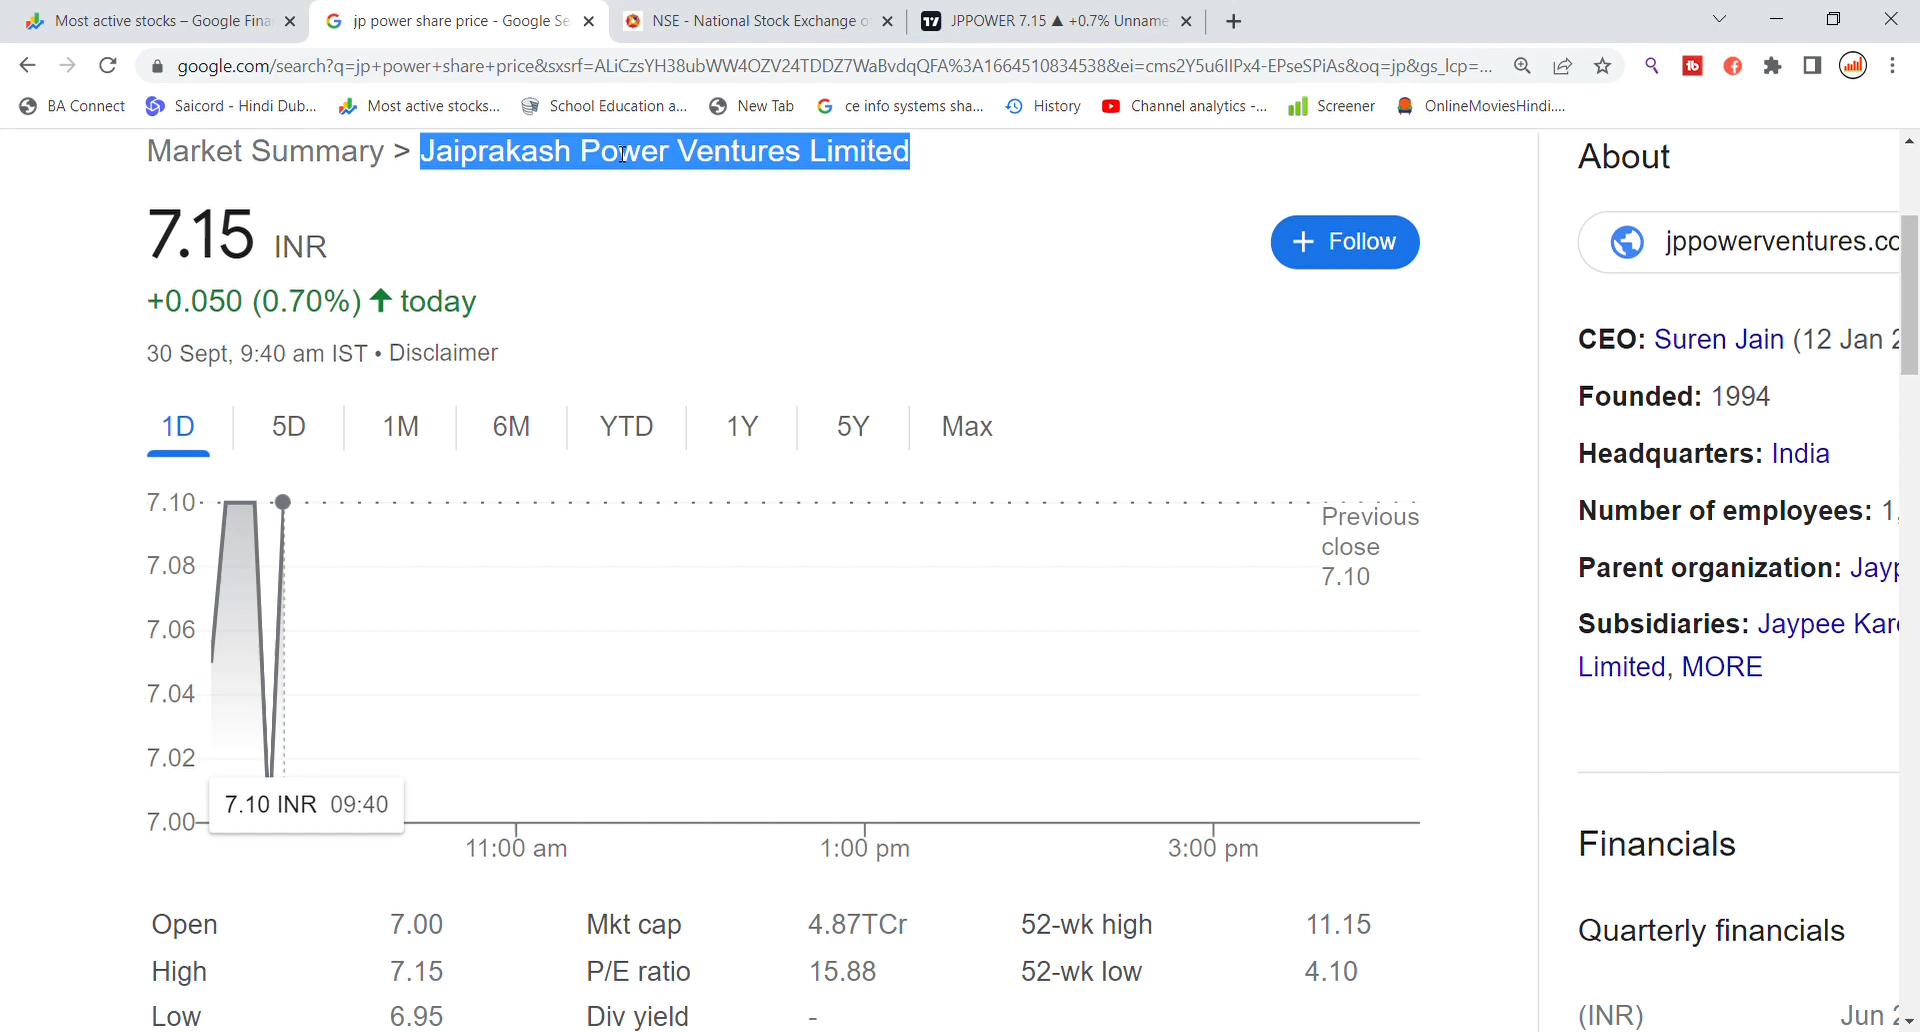 Most active stocks – Google Fina
jp power share price - Google Se
NSE - National Stock Exchange o
JPPOWER 7.15 ▲ +0.7% Unname
google.com/search?q=jp+power+share+price&sxsrf=ALiCzsYH38ubWW4OZV24TDDZ7WaBvdqQFA%3A1664510834538&ei=cms2Y5u6IIPx4-EPseSPiAs&oq=jp&gs_lcp=...
BA Connect
Saicord - Hindi Dub...
Most active stocks...
School Education a...
New Tab
ce info systems sha...
History
Channel analytics -...
Screener
OnlineMoviesHindi....
Market Summary > Jaiprakash Power Ventures Limited
7.15 INR
+ Follow
+0.050 (0.70%) ↑ today
30 Sept, 9:40 am IST • Disclaimer
1D 5D 1M 6M YTD 1Y 5Y Max
7.10
7.08
7.06
7.04
7.02
7.00
Previous
close
7.10
7.10 INR 09:40
11:00 am 1:00 pm 3:00 pm
Open 7.00 Mkt cap 4.87TCr 52-wk high 11.15
High 7.15 P/E ratio 15.88 52-wk low 4.10
Low 6.95 Div yield -
About
jppowerventures.co
CEO: Suren Jain (12 Jan 2
Founded: 1994
Headquarters: India
Number of employees: 1,
Parent organization: Jayp
Subsidiaries: Jaypee Kar
Limited, MORE
Financials
Quarterly financials
(INR) Jun 2